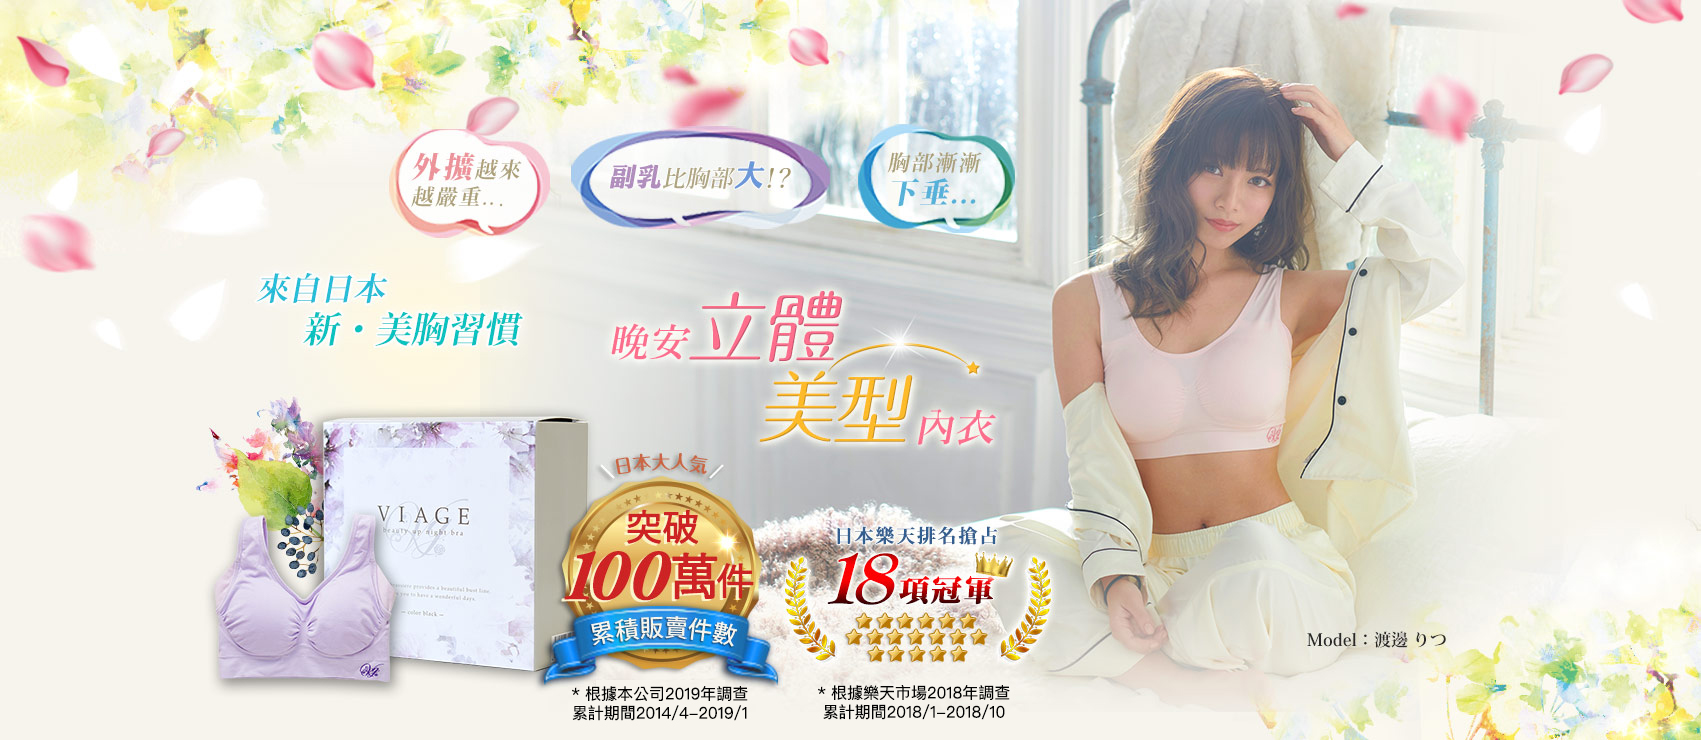 外擴越來
越嚴重...
副乳比胸部大!?
胸部漸漸
下垂...
來自日本
新・美胸習慣
晚安立體
美型內衣
VIAGE
beauty up night bra
– color black –
日本大人気
突破
100萬件
累積販賣件數
* 根據本公司2019年調查
累計期間2014/4–2019/1
日本樂天排名搶占
18項冠軍
* 根據樂天市場2018年調查
累計期間2018/1–2018/10
Model：渡邊 りつ